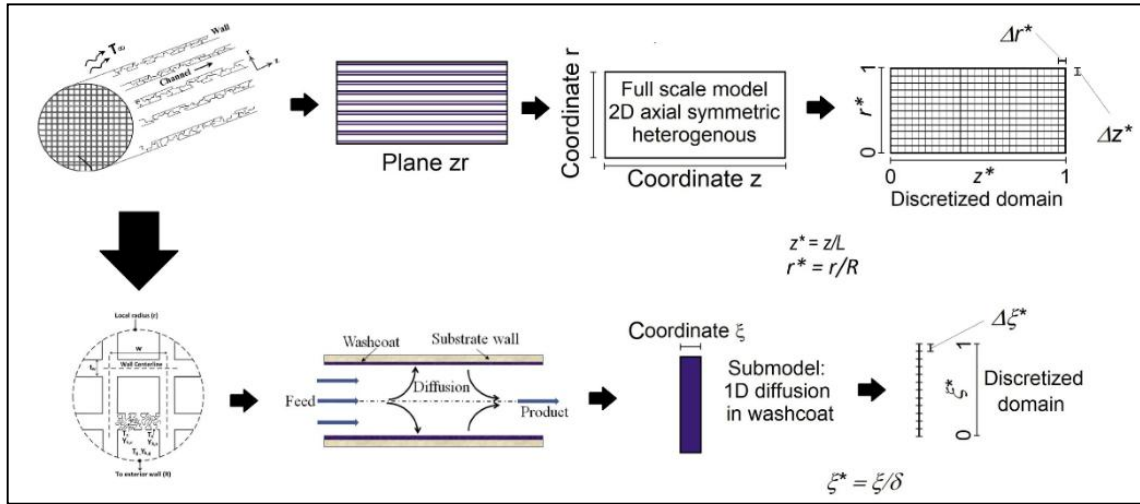 Wall
T(R)
r
z
Channel
Plane zr
Coordinate r
Full scale model
2D axial symmetric
heterogenous
Coordinate z
Δr*
1
r*
0
Δz*
0 z* 1
Discretized domain
z* = z/L
r* = r/R
Local radius (r)
w
Wall Centerline
To exterior wall (R)
Washcoat Substrate wall
Diffusion
Feed
Product
Coordinate ξ
Submodel:
1D diffusion
in washcoat
Δξ*
1
ξ*
0
Discretized
domain
ξ* = ξ/δ